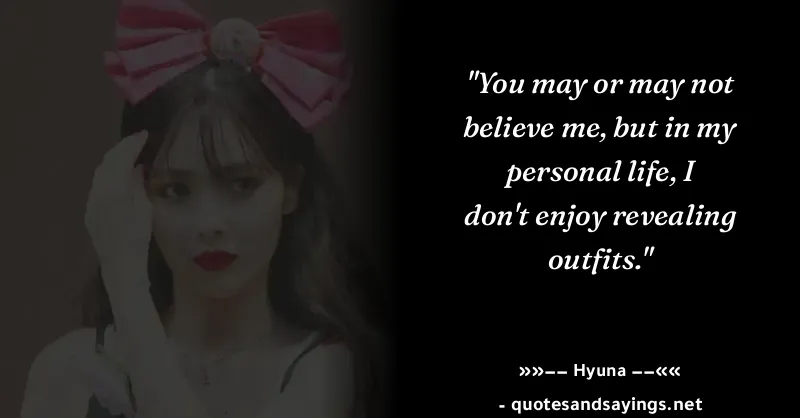 "You may or may not
believe me, but in my
personal life, I
don't enjoy revealing
outfits."
»»–– Hyuna ––««
- quotesandsayings.net